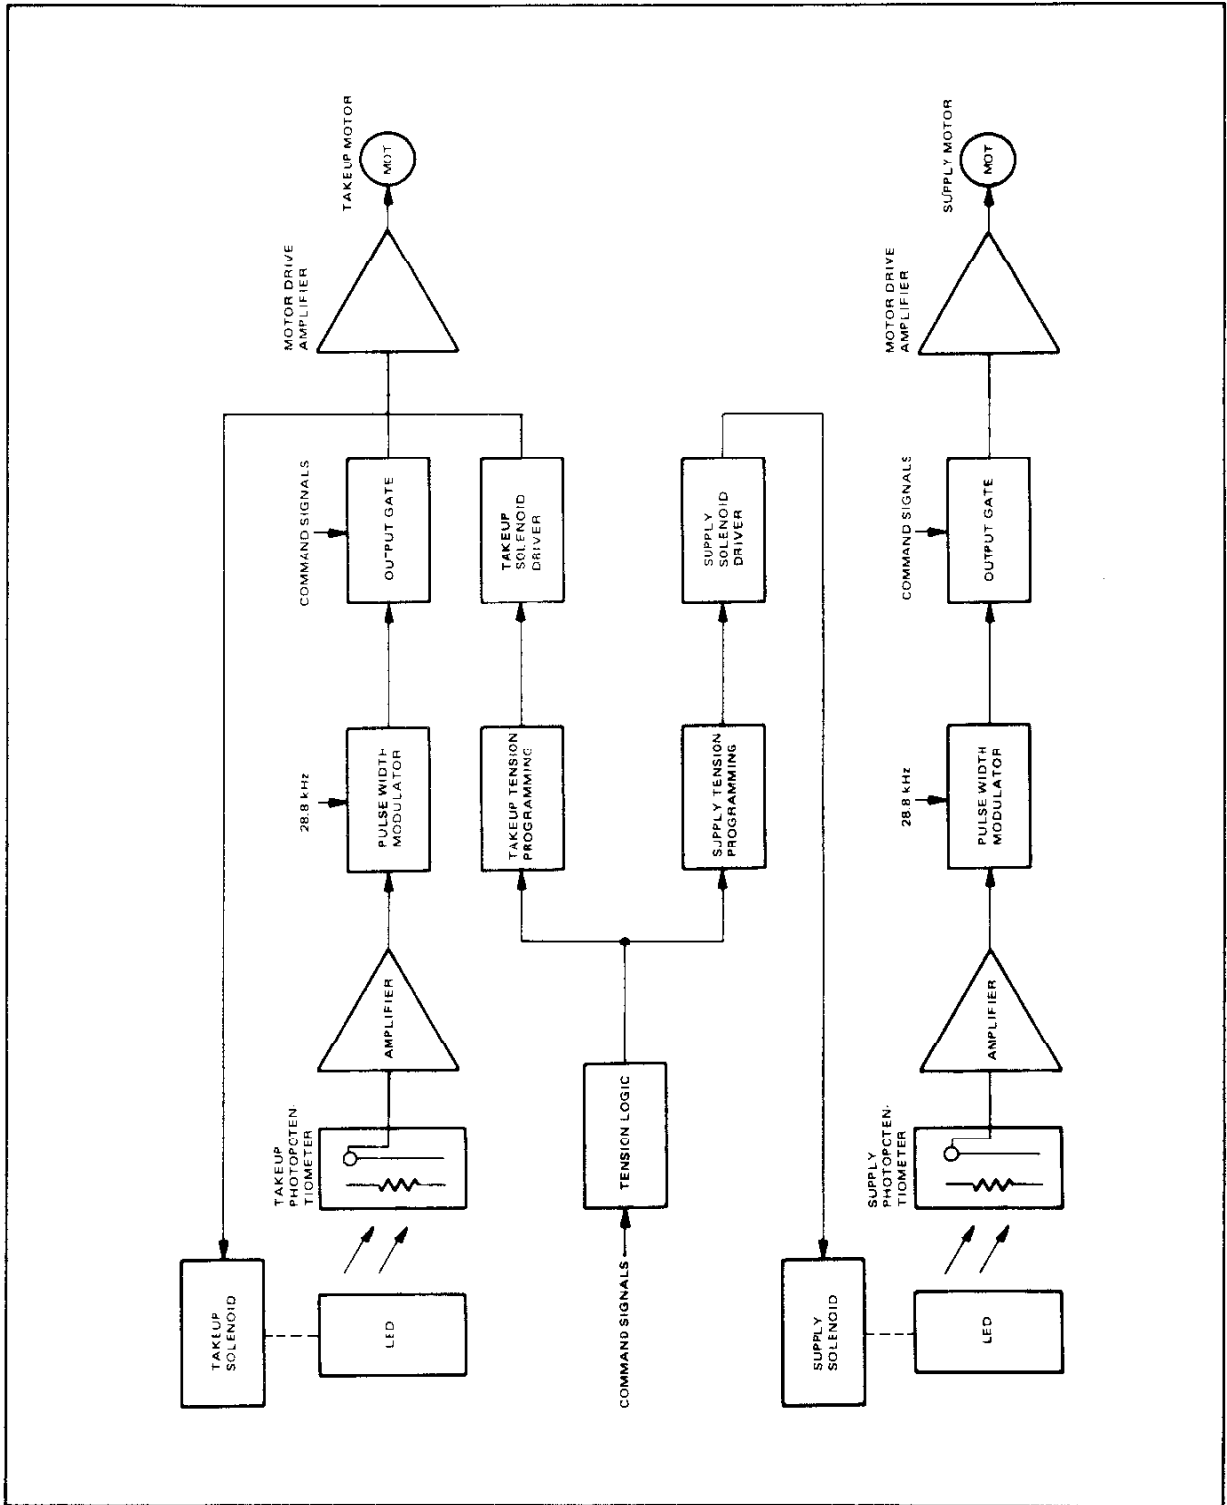 TAKEUP MOTOR
MOT
MOTOR DRIVE
AMPLIFIER
COMMAND SIGNALS
OUTPUT GATE
TAKEUP
SOLENOID
DRIVER
28.8 kHz
PULSE WIDTH
MODULATOR
TAKEUP TENSION
PROGRAMMING
AMPLIFIER
TAKEUP
PHOTOPOTEN-
TIOMETER
TAKEUP
SOLENOID
LED
COMMAND SIGNALS
TENSION LOGIC
SUPPLY TENSION
PROGRAMMING
SUPPLY
SOLENOID
DRIVER
SUPPLY MOTOR
MOT
MOTOR DRIVE
AMPLIFIER
COMMAND SIGNALS
OUTPUT GATE
28.8 kHz
PULSE WIDTH
MODULATOR
AMPLIFIER
SUPPLY
PHOTOPOTEN-
TIOMETER
SUPPLY
SOLENOID
LED